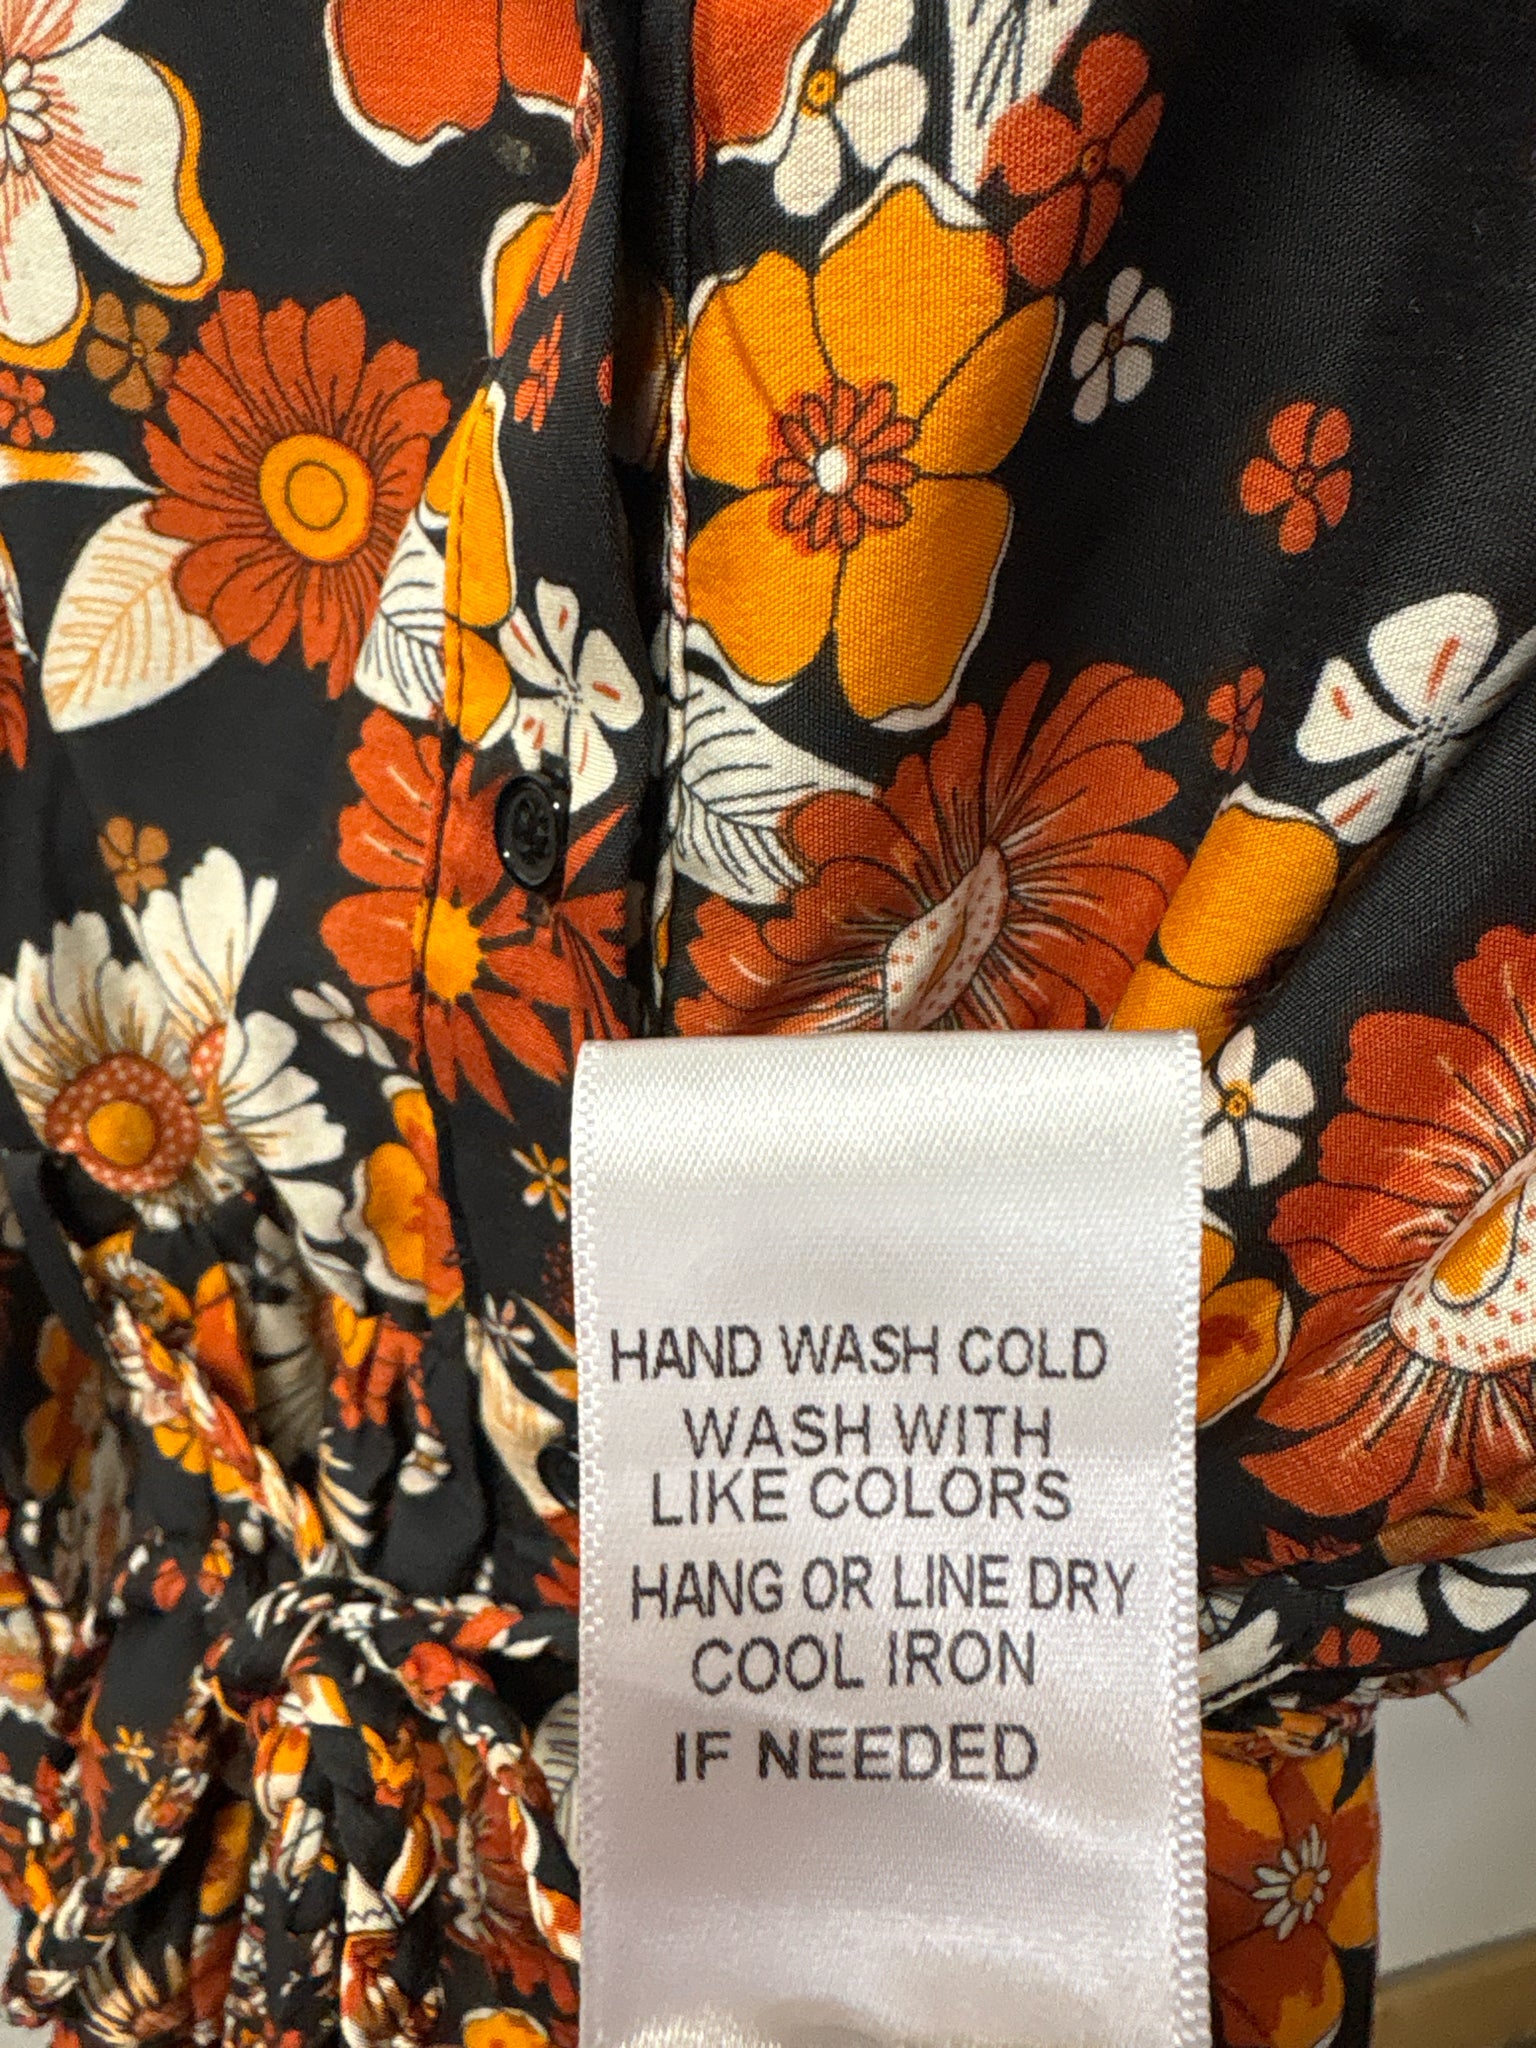 HAND WASH COLD
WASH WITH
LIKE COLORS
HANG OR LINE DRY
COOL IRON
IF NEEDED